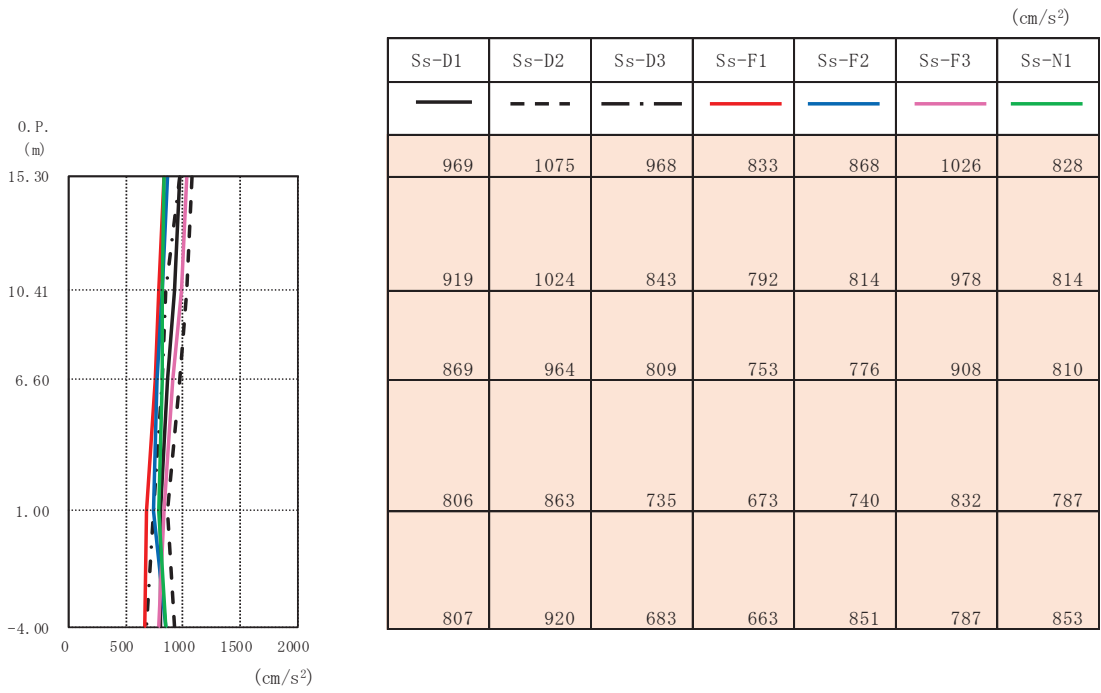 (cm/s²)
Ss-D1 Ss-D2 Ss-D3 Ss-F1 Ss-F2 Ss-F3 Ss-N1
O.P.
(m)
15.30
10.41
6.60
1.00
-4.00
0 500 1000 1500 2000
(cm/s²)
969 1075 968 833 868 1026 828
919 1024 843 792 814 978 814
869 964 809 753 776 908 810
806 863 735 673 740 832 787
807 920 683 663 851 787 853